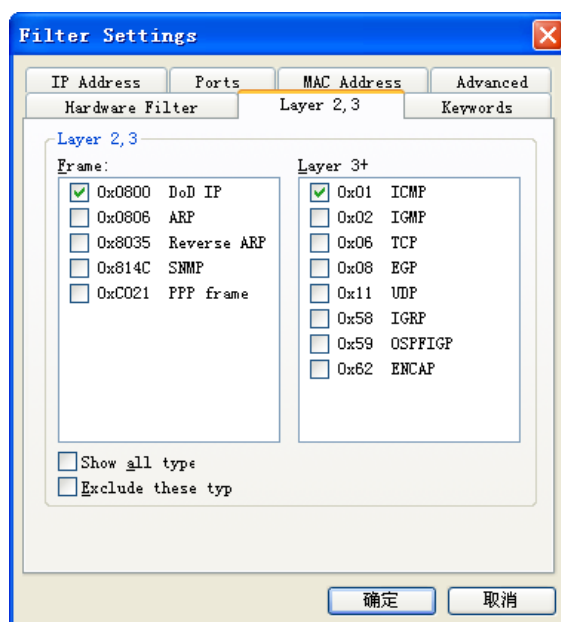 Filter Settings
IP Address Ports MAC Address Advanced
Hardware Filter Layer 2,3 Keywords
Layer 2,3
Frame:
0x0800 DoD IP
0x0806 ARP
0x8035 Reverse ARP
0x814C SNMP
0xC021 PPP frame
Layer 3+
0x01 ICMP
0x02 IGMP
0x06 TCP
0x08 EGP
0x11 UDP
0x58 IGRP
0x59 OSPFIGP
0x62 ENCAP
Show all type
Exclude these typ
确定 取消